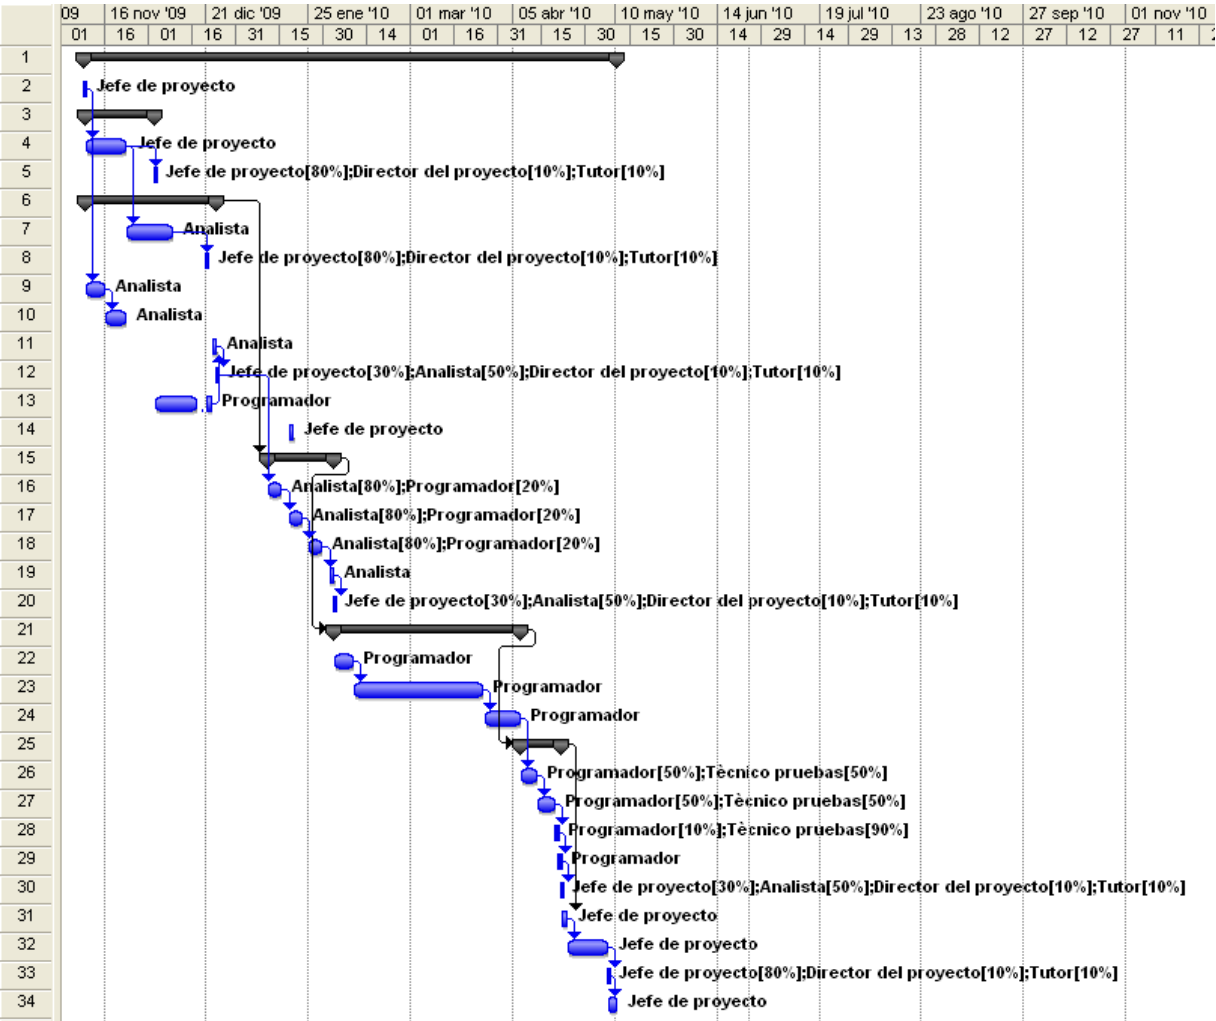 09 16 nov '09 21 dic '09 25 ene '10 01 mar '10 05 abr '10 10 may '10 14 jun '10 19 jul '10 23 ago '10 27 sep '10 01 nov '10
01 16 01 16 31 15 30 14 01 16 31 15 30 15 30 14 29 14 29 13 28 12 27 12 27 11
1
2 Jefe de proyecto
3
4 Jefe de proyecto
5 Jefe de proyecto[80%];Director del proyecto[10%];Tutor[10%]
6
7 Analista
8 Jefe de proyecto[80%];Director del proyecto[10%];Tutor[10%]
9 Analista
10 Analista
11 Analista
12 Jefe de proyecto[30%];Analista[50%];Director del proyecto[10%];Tutor[10%]
13 Programador
14 Jefe de proyecto
15
16 Analista[80%];Programador[20%]
17 Analista[80%];Programador[20%]
18 Analista[80%];Programador[20%]
19 Analista
20 Jefe de proyecto[30%];Analista[50%];Director del proyecto[10%];Tutor[10%]
21
22 Programador
23 Programador
24 Programador
25
26 Programador[50%];Tècnico pruebas[50%]
27 Programador[50%];Tècnico pruebas[50%]
28 Programador[10%];Tècnico pruebas[90%]
29 Programador
30 Jefe de proyecto[30%];Analista[50%];Director del proyecto[10%];Tutor[10%]
31 Jefe de proyecto
32 Jefe de proyecto
33 Jefe de proyecto[80%];Director del proyecto[10%];Tutor[10%]
34 Jefe de proyecto